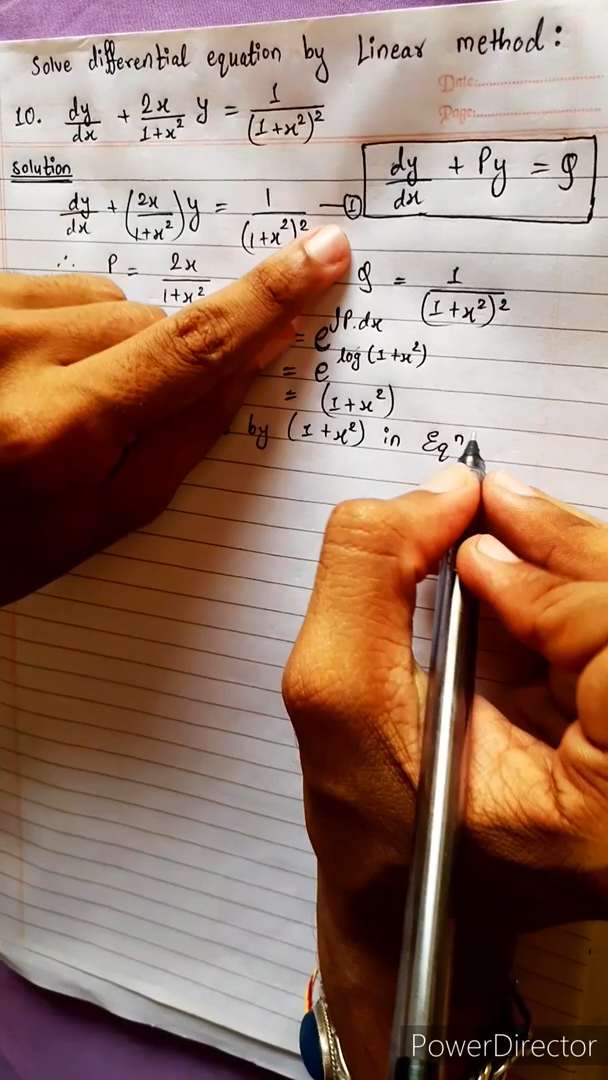 Solve differential equation by Linear method:
Date:
Page:
10. dy/dx + 2x/1+x² y = 1/(1+x²)²
Solution
dy/dx + Py = Q
dy/dx + (2x/1+x²)y = 1/(1+x²)² — ①
∴ P = 2x/1+x² Q = 1/(1+x²)²
= e^∫P.dx
= e^log(1+x²)
= (1+x²)
by (1+x²) in Eqⁿ
PowerDirector